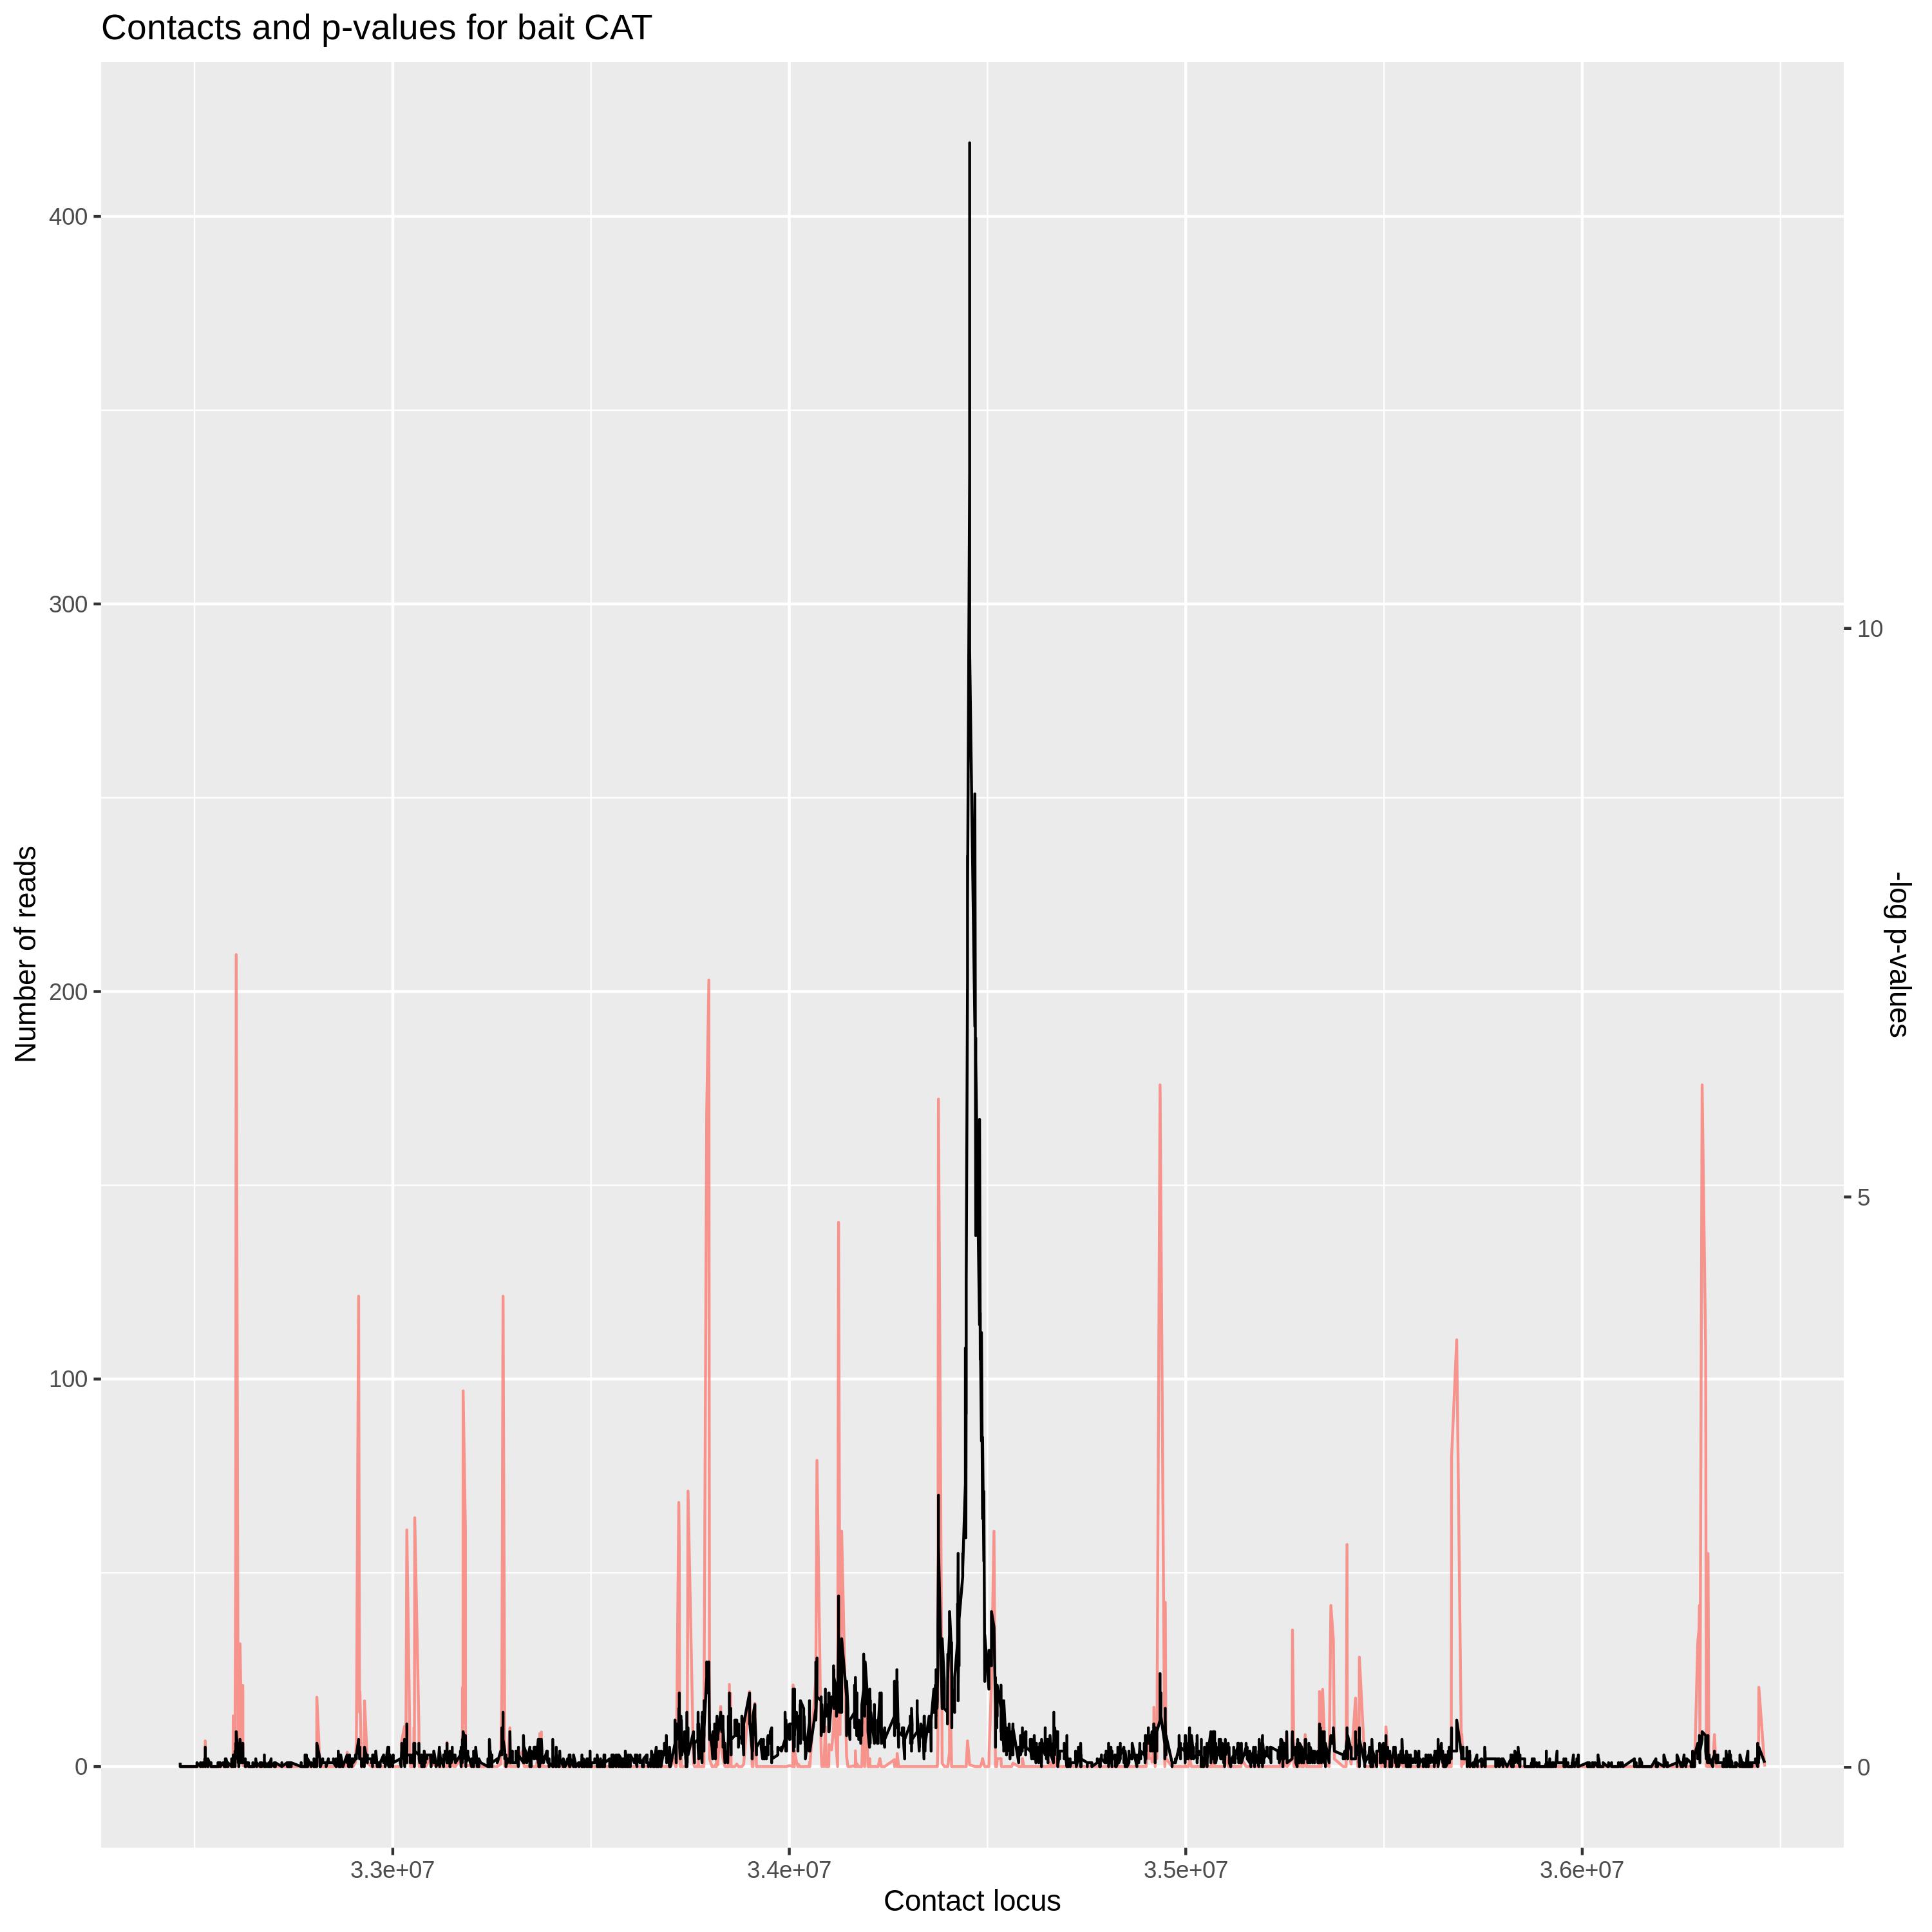 Contacts and p-values for bait CAT
400
300
200
100
0
Number of reads
10
5
0
-log p-values
3.3e+07
3.4e+07
3.5e+07
3.6e+07
Contact locus